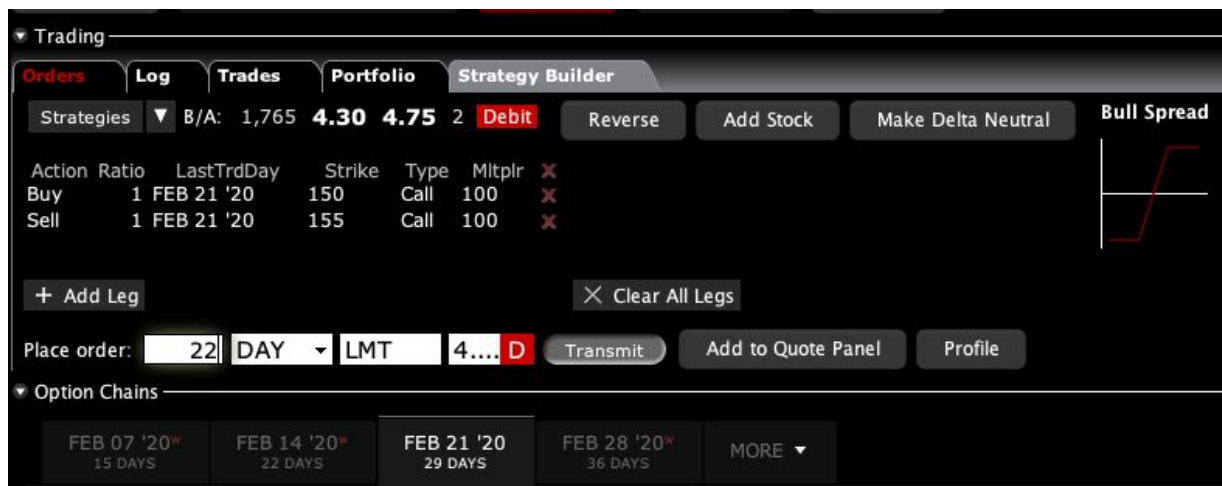 Trading
Orders Log Trades Portfolio Strategy Builder
Strategies B/A: 1,765 4.30 4.75 2 Debit Reverse Add Stock Make Delta Neutral Bull Spread
Action Ratio LastTrdDay Strike Type Mltplr
Buy 1 FEB 21 '20 150 Call 100
Sell 1 FEB 21 '20 155 Call 100
+ Add Leg X Clear All Legs
Place order: 22 DAY LMT 4.... D Transmit Add to Quote Panel Profile
Option Chains
FEB 07 '20w FEB 14 '20w FEB 21 '20 FEB 28 '20w MORE
15 DAYS 22 DAYS 29 DAYS 36 DAYS